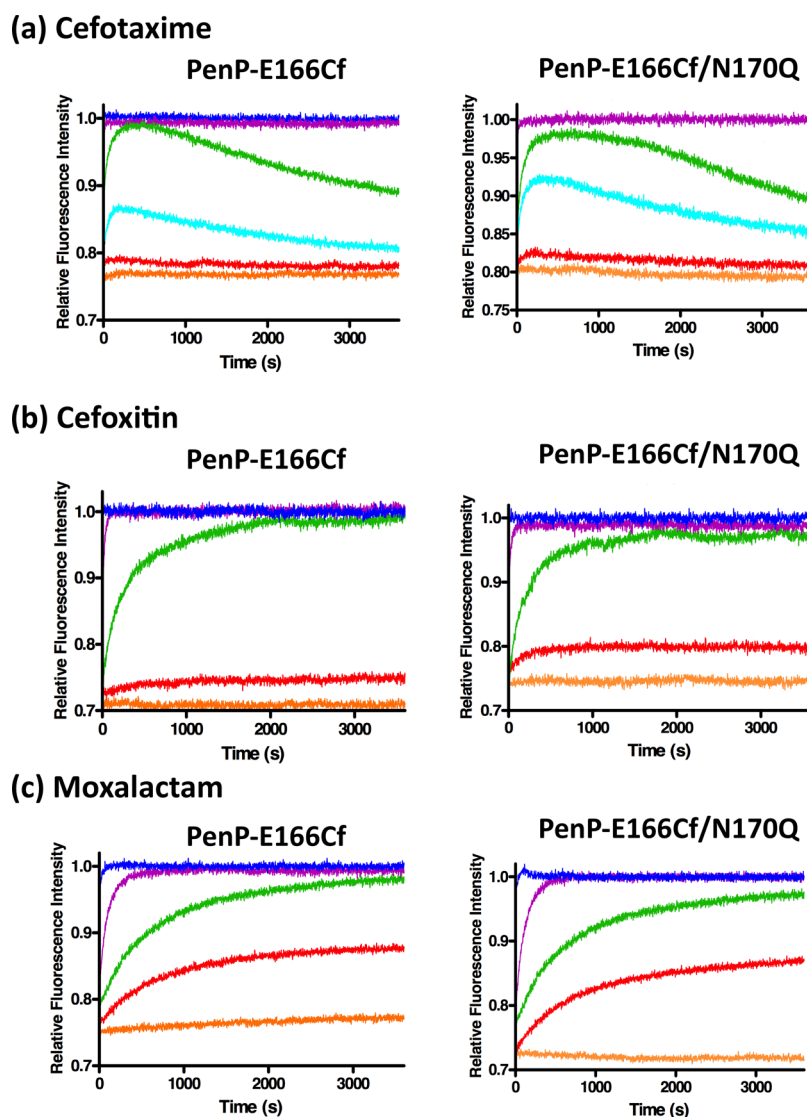 (a) Cefotaxime
PenP-E166Cf
PenP-E166Cf/N170Q
Relative Fluorescence Intensity
1.0
0.9
0.8
0.7
0
1000
2000
3000
Time (s)
Relative Fluorescence Intensity
1.00
0.95
0.90
0.85
0.80
0.75
0
1000
2000
3000
Time (s)
(b) Cefoxitin
PenP-E166Cf
PenP-E166Cf/N170Q
Relative Fluorescence Intensity
1.0
0.9
0.8
0.7
0
1000
2000
3000
Time (s)
Relative Fluorescence Intensity
1.0
0.9
0.8
0.7
0
1000
2000
3000
Time (s)
(c) Moxalactam
PenP-E166Cf
PenP-E166Cf/N170Q
Relative Fluorescence Intensity
1.0
0.9
0.8
0.7
0
1000
2000
3000
Time (s)
Relative Fluorescence Intensity
1.0
0.9
0.8
0.7
0
1000
2000
3000
Time (s)